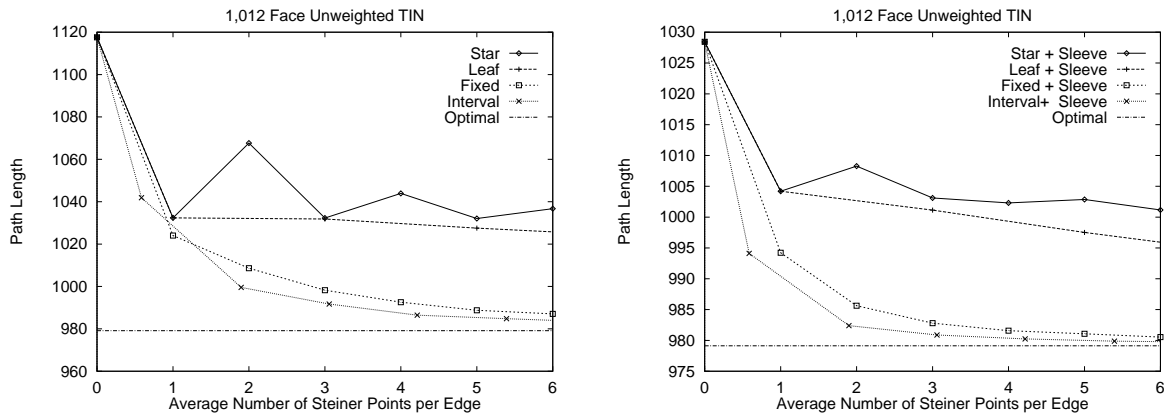 1,012 Face Unweighted TIN
1120
1100
1080
1060
1040
1020
1000
980
960
0 1 2 3 4 5 6
Path Length
Average Number of Steiner Points per Edge
Star
Leaf
Fixed
Interval
Optimal
1,012 Face Unweighted TIN
1030
1025
1020
1015
1010
1005
1000
995
990
985
980
975
0 1 2 3 4 5 6
Path Length
Average Number of Steiner Points per Edge
Star + Sleeve
Leaf + Sleeve
Fixed + Sleeve
Interval+ Sleeve
Optimal